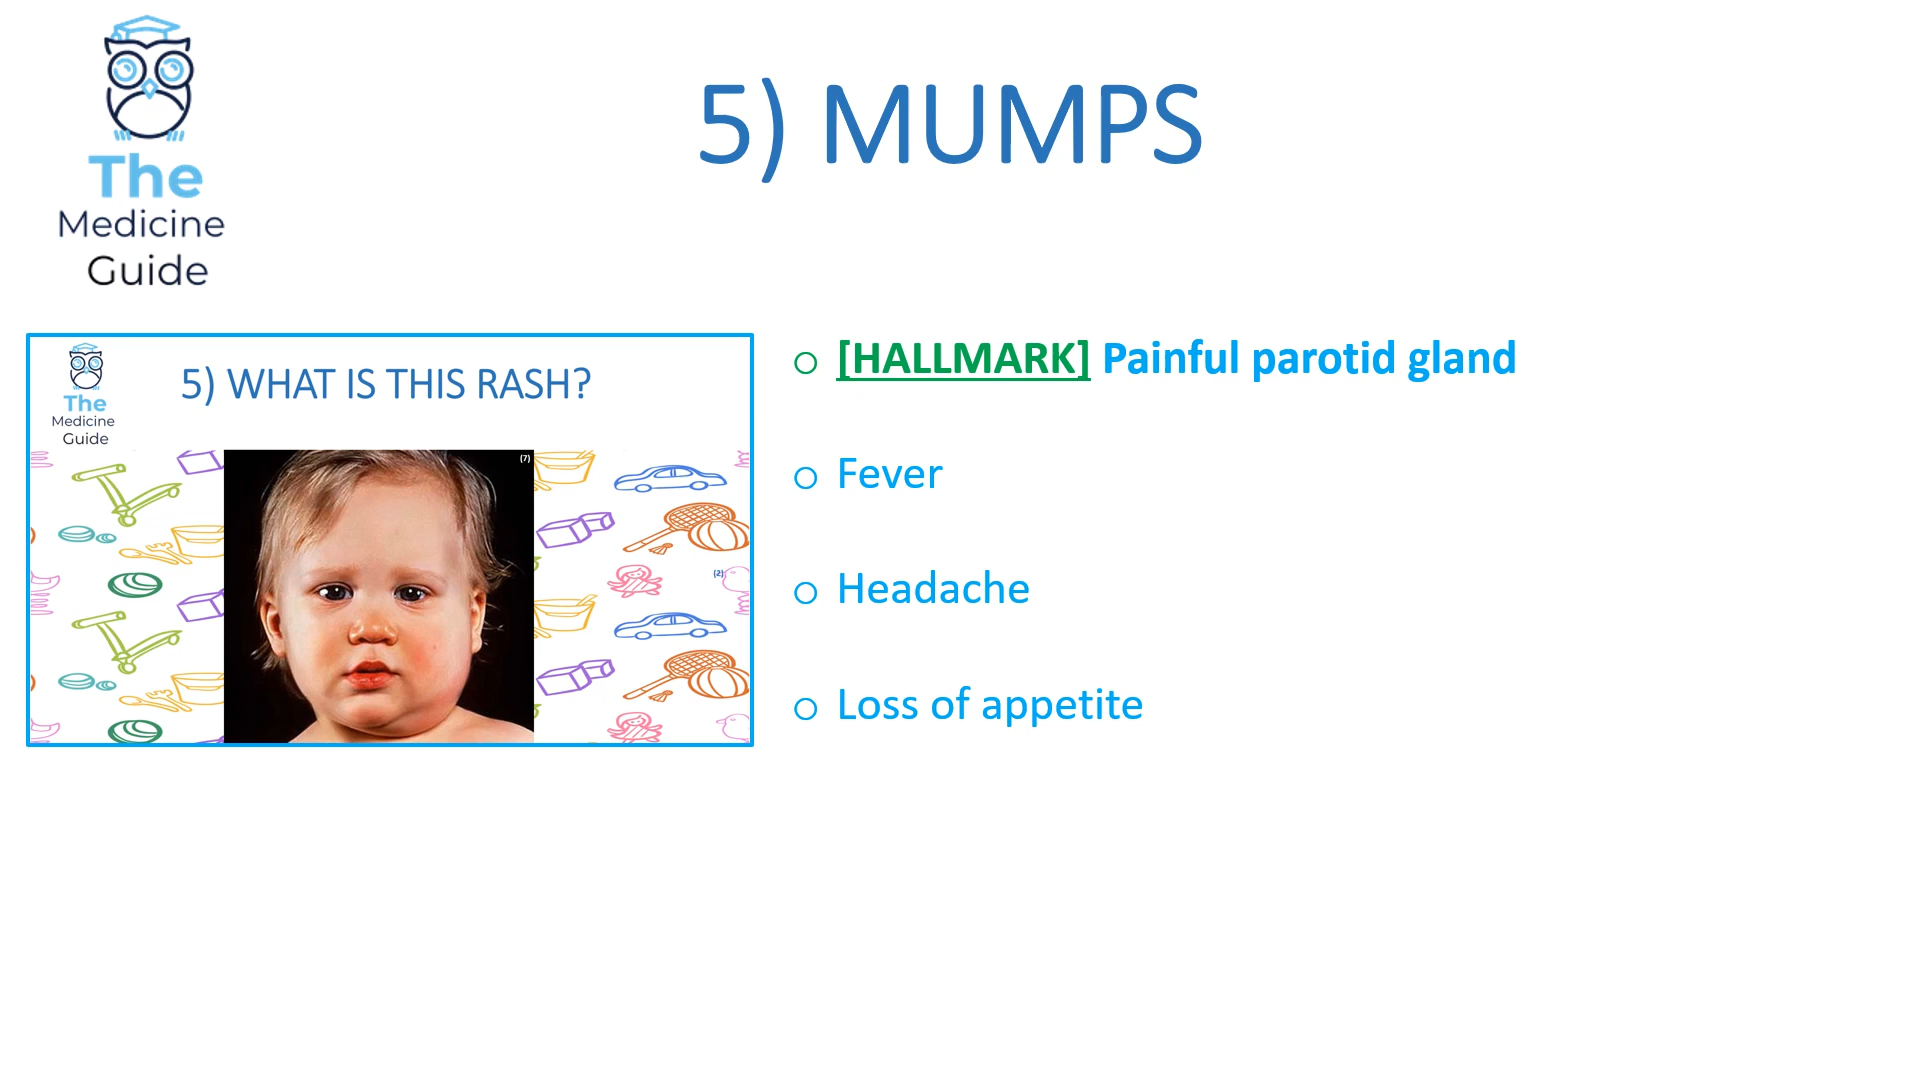 The
Medicine
Guide
5) MUMPS
The
Medicine
Guide
5) WHAT IS THIS RASH?
(7)
(2)
[HALLMARK] Painful parotid gland
Fever
Headache
Loss of appetite